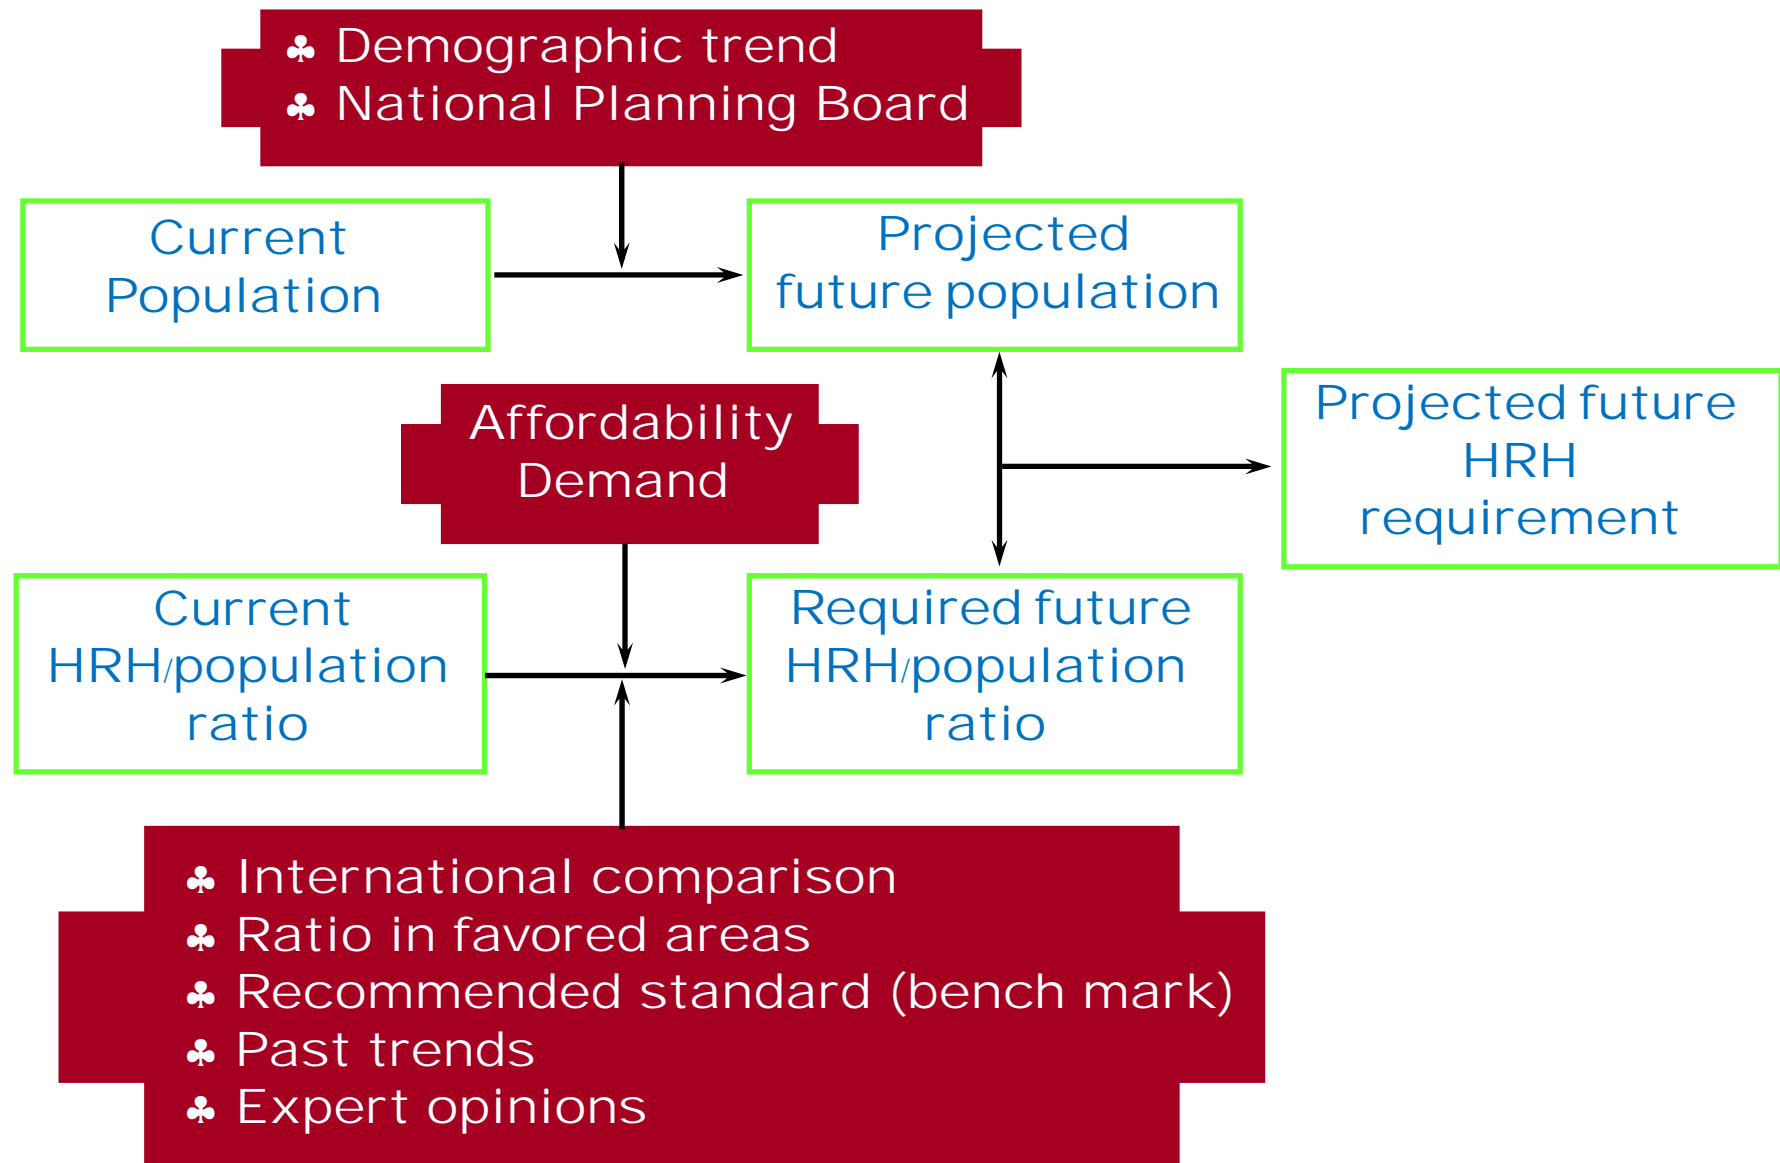 ♣ Demographic trend
♣ National Planning Board
Current
Population
Projected
future population
Affordability
Demand
Projected future
HRH
requirement
Current
HRH/population
ratio
Required future
HRH/population
ratio
♣ International comparison
♣ Ratio in favored areas
♣ Recommended standard (bench mark)
♣ Past trends
♣ Expert opinions